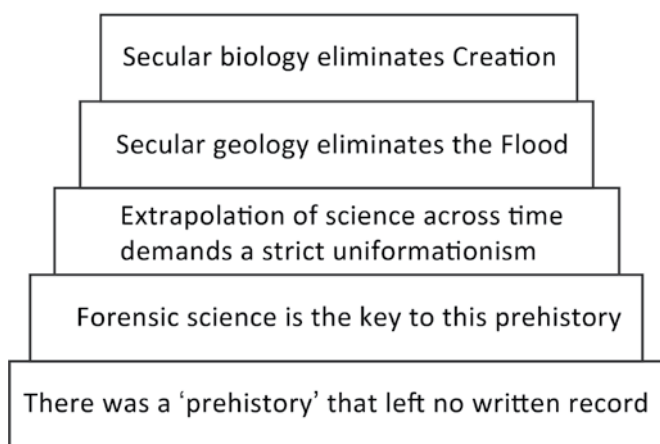 Secular biology eliminates Creation
Secular geology eliminates the Flood
Extrapolation of science across time
demands a strict uniformationism
Forensic science is the key to this prehistory
There was a ‘prehistory’ that left no written record